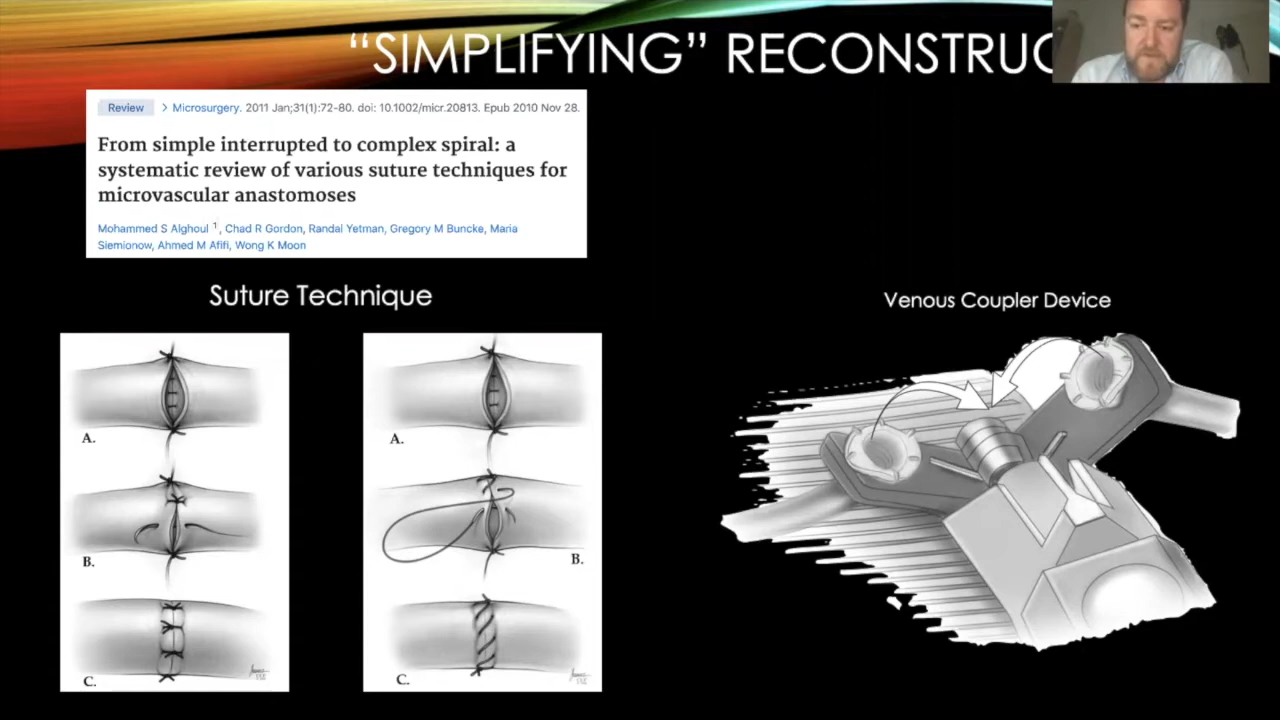 “SIMPLIFYING” RECONSTRUC
Review > Microsurgery. 2011 Jan;31(1):72-80. doi: 10.1002/micr.20813. Epub 2010 Nov 28.
From simple interrupted to complex spiral: a
systematic review of various suture techniques for
microvascular anastomoses
Mohammed S Alghoul 1, Chad R Gordon, Randal Yetman, Gregory M Buncke, Maria
Siemionow, Ahmed M Afifi, Wong K Moon
Suture Technique
Venous Coupler Device
A.
B.
C.
A.
B.
C.